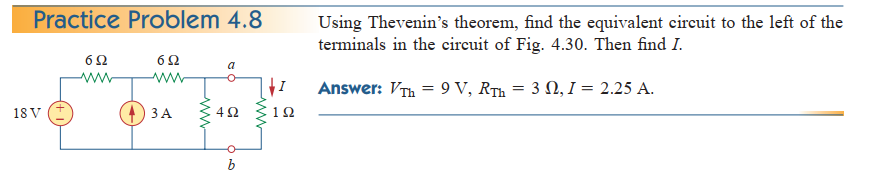 Practice Problem 4.8
Using Thevenin’s theorem, find the equivalent circuit to the left of the
terminals in the circuit of Fig. 4.30. Then find I.
Answer: VTh = 9 V, RTh = 3 Ω, I = 2.25 A.
6 Ω
6 Ω
a
I
18 V
+
−
3 A
4 Ω
1 Ω
b